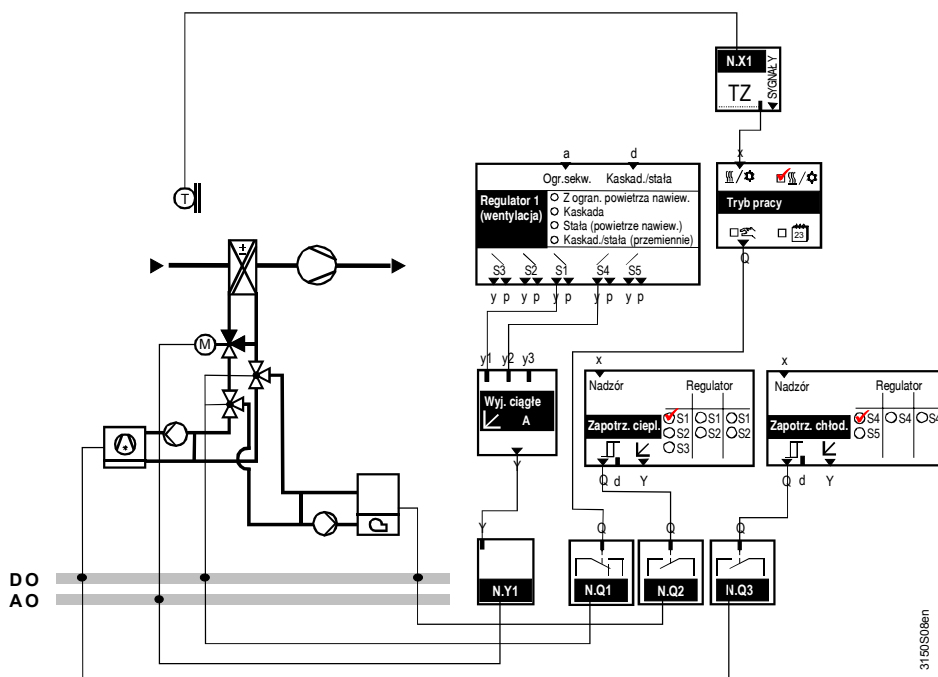 N.X1
SYGNAŁY
TZ
x
Tryb pracy
23
Q
a d
Ogr.sekw. Kaskad./stała
Regulator 1
(wentylacja)
Z ogran. powietrza nawiew.
Kaskada
Stała (powietrze nawiew.)
Kaskad./stała (przemiennie)
S3 S2 S1 S4 S5
y p y p y p y p y p
T
M
y1 y2 y3
Wyj. ciągłe
A
Y
x
Nadzór Regulator
Zapotrz. ciepl.
S1 S1 S1
S2 S2 S2
S3
Q d Y
x
Nadzór Regulator
Zapotrz. chłod.
S4 S4 S4
S5
Q d Y
Y
N.Y1
Q
N.Q1
Q
N.Q2
Q
N.Q3
DO
AO
3150S08en